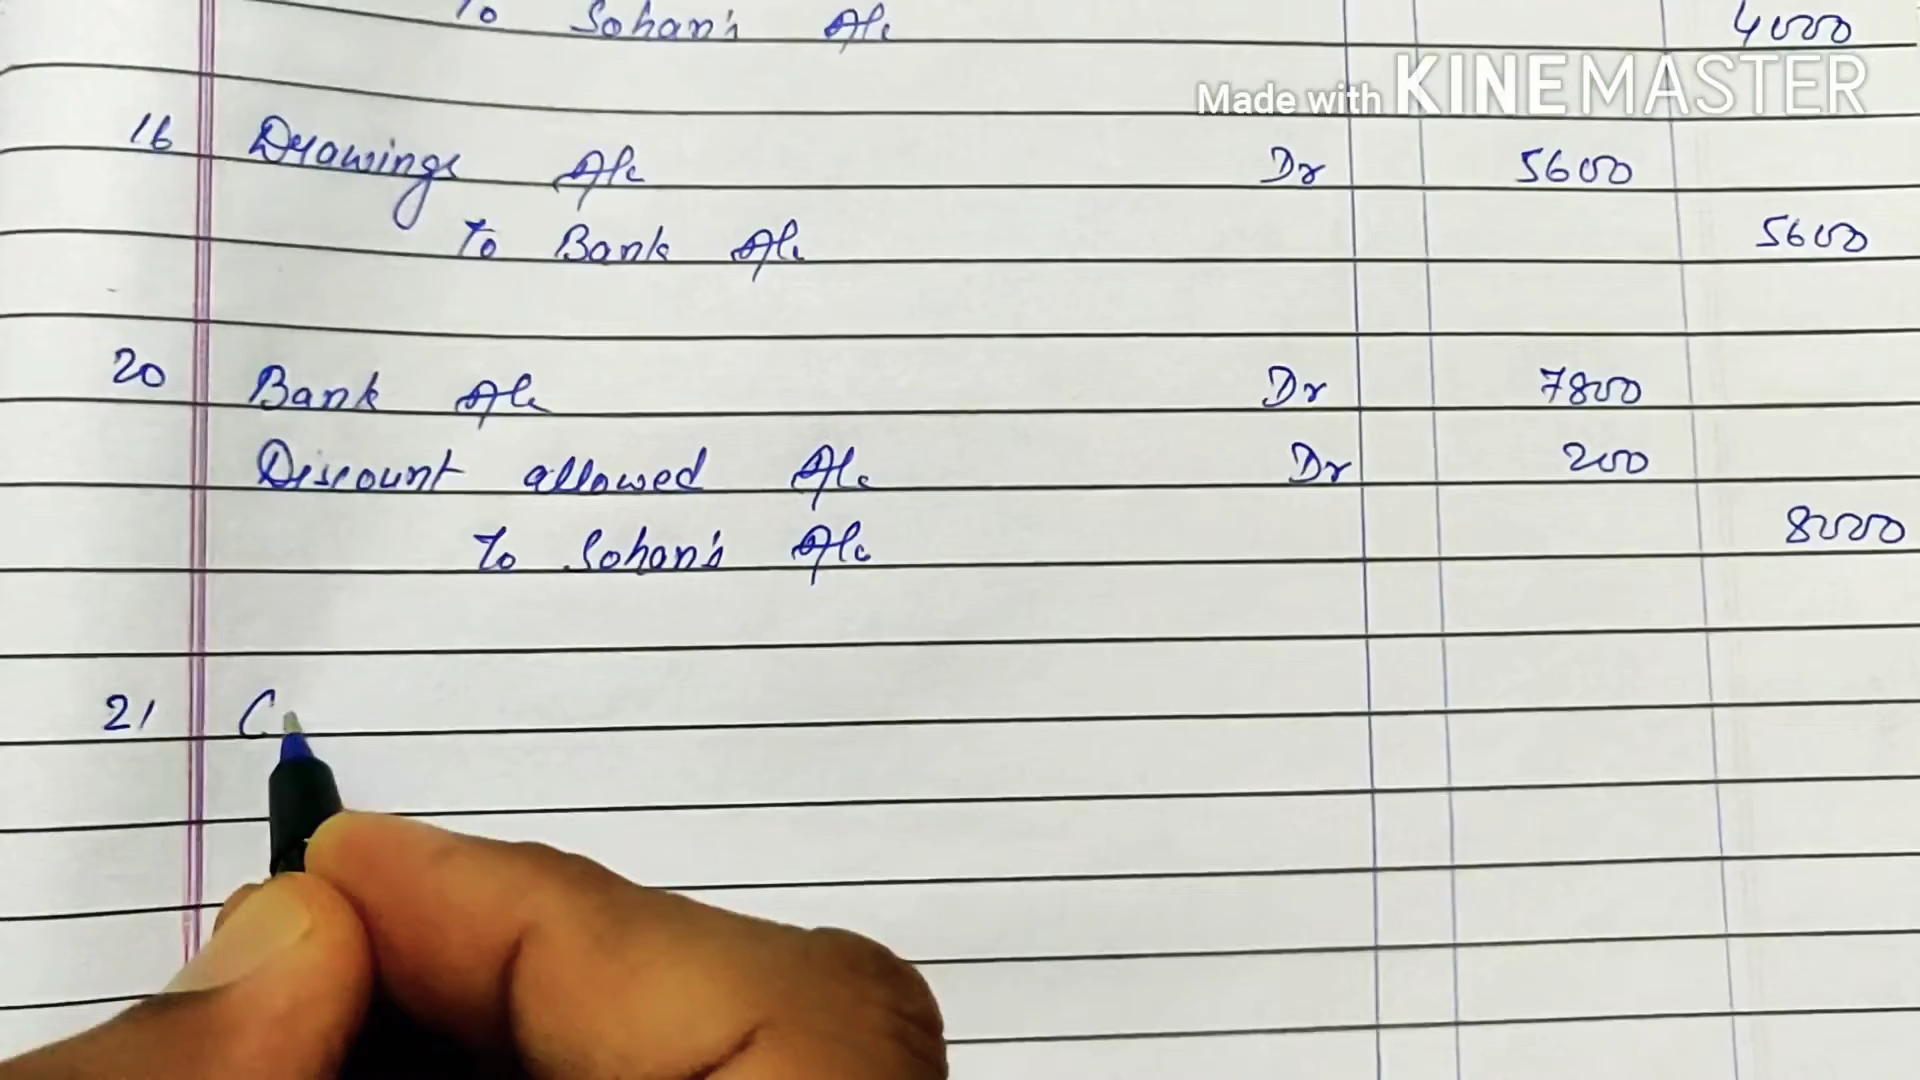 To Sohan's A/c 4000
Made with KINEMASTER
16 Drawings A/c Dr 5600
To Bank A/c 5600
20 Bank A/c Dr 7800
Discount allowed A/c Dr 200
To Sohan's A/c 8000
21 C